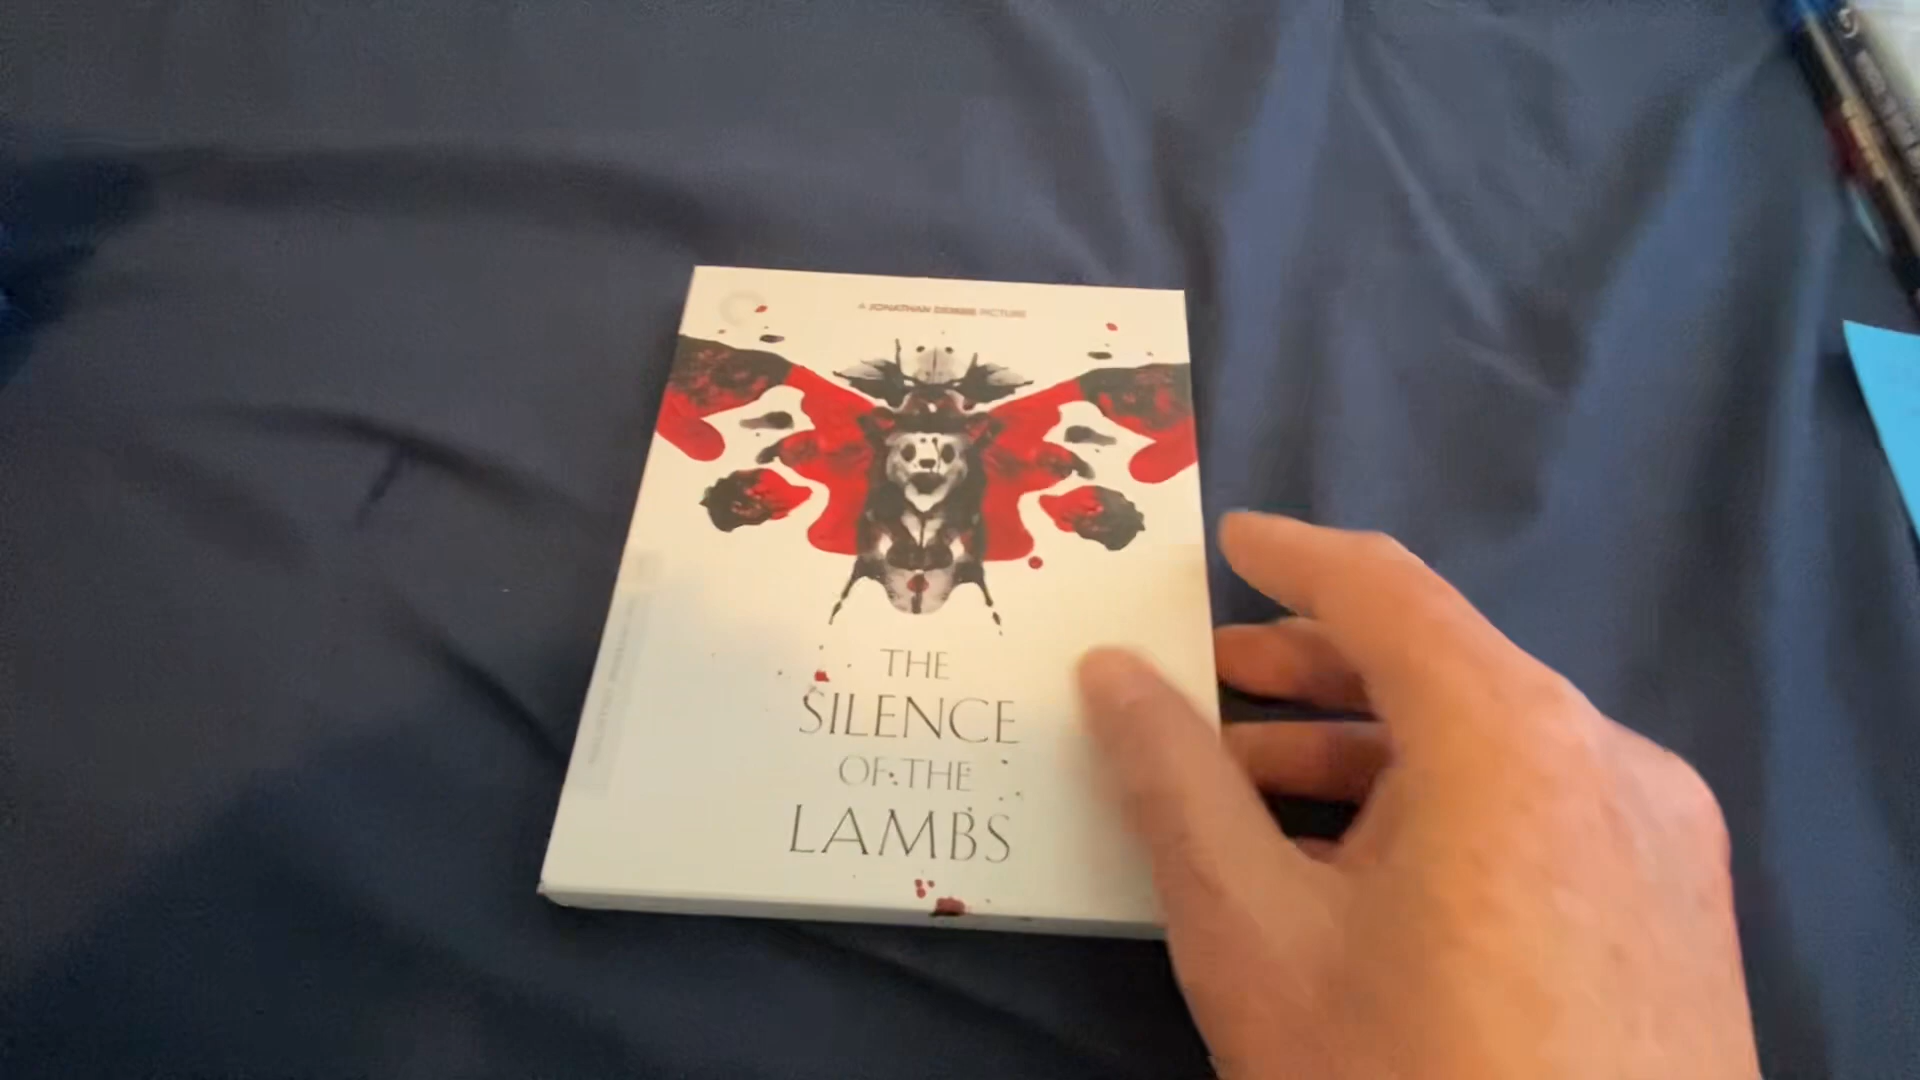 A JONATHAN DEMME PICTURE
THE
SILENCE
OF THE
LAMBS